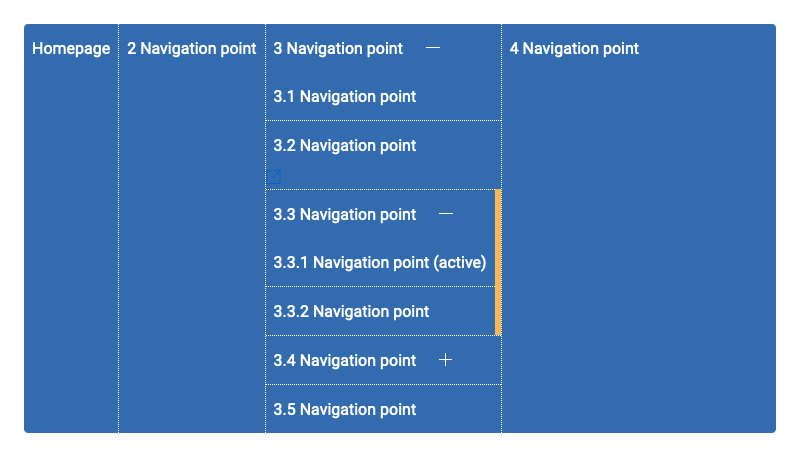 Homepage
2 Navigation point
3 Navigation point
3.1 Navigation point
3.2 Navigation point
3.3 Navigation point
3.3.1 Navigation point (active)
3.3.2 Navigation point
3.4 Navigation point
3.5 Navigation point
4 Navigation point